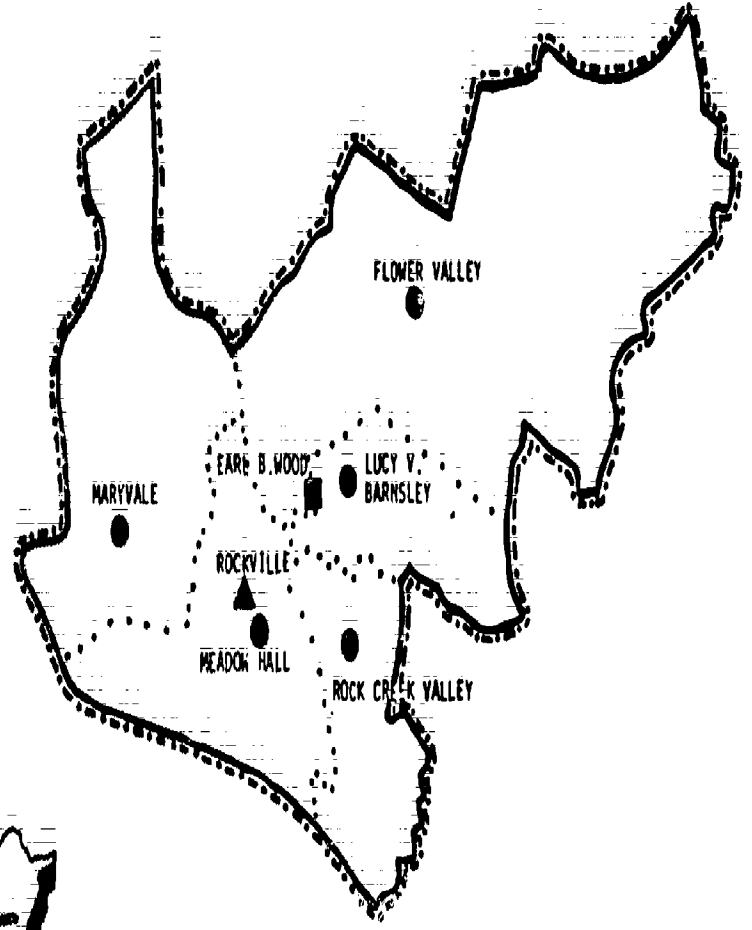 FLOWER VALLEY
EARL B. WOOD
LUCY V.
BARNSLEY
MARYVALE
ROCKVILLE
MEADOW HALL
ROCK CREEK VALLEY